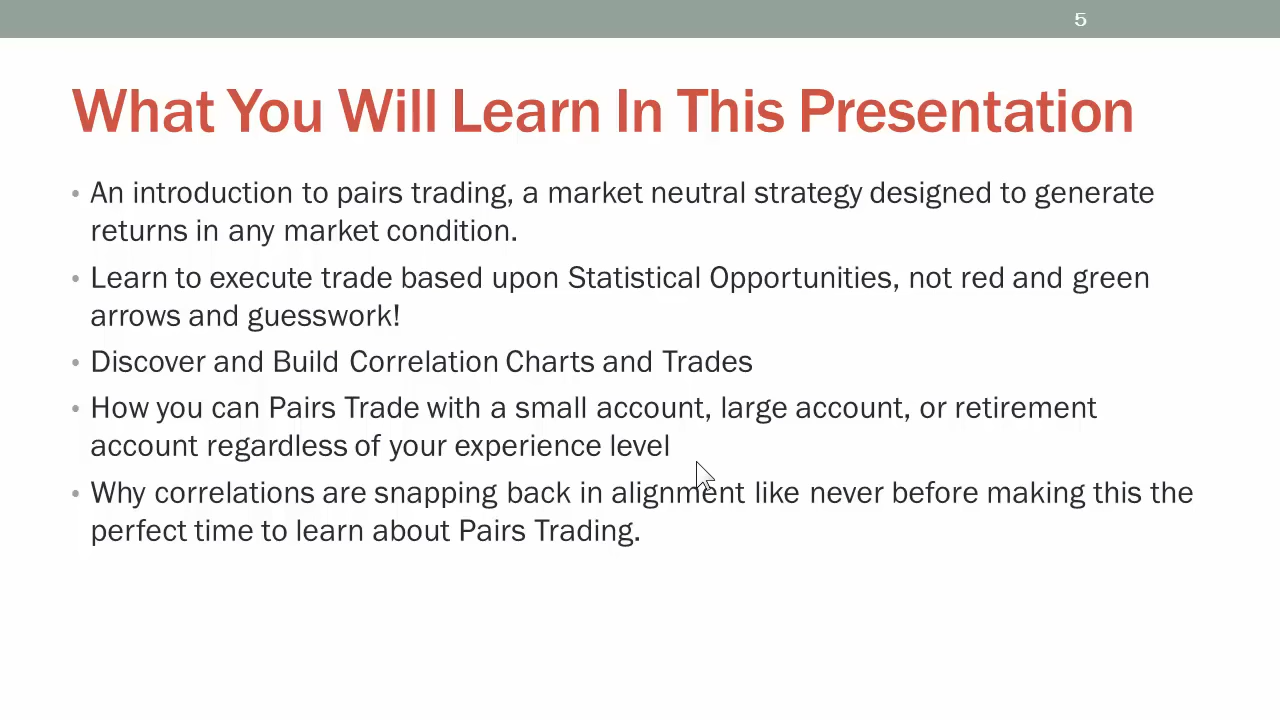 5
What You Will Learn In This Presentation
• An introduction to pairs trading, a market neutral strategy designed to generate
returns in any market condition.
• Learn to execute trade based upon Statistical Opportunities, not red and green
arrows and guesswork!
• Discover and Build Correlation Charts and Trades
• How you can Pairs Trade with a small account, large account, or retirement
account regardless of your experience level
• Why correlations are snapping back in alignment like never before making this the
perfect time to learn about Pairs Trading.